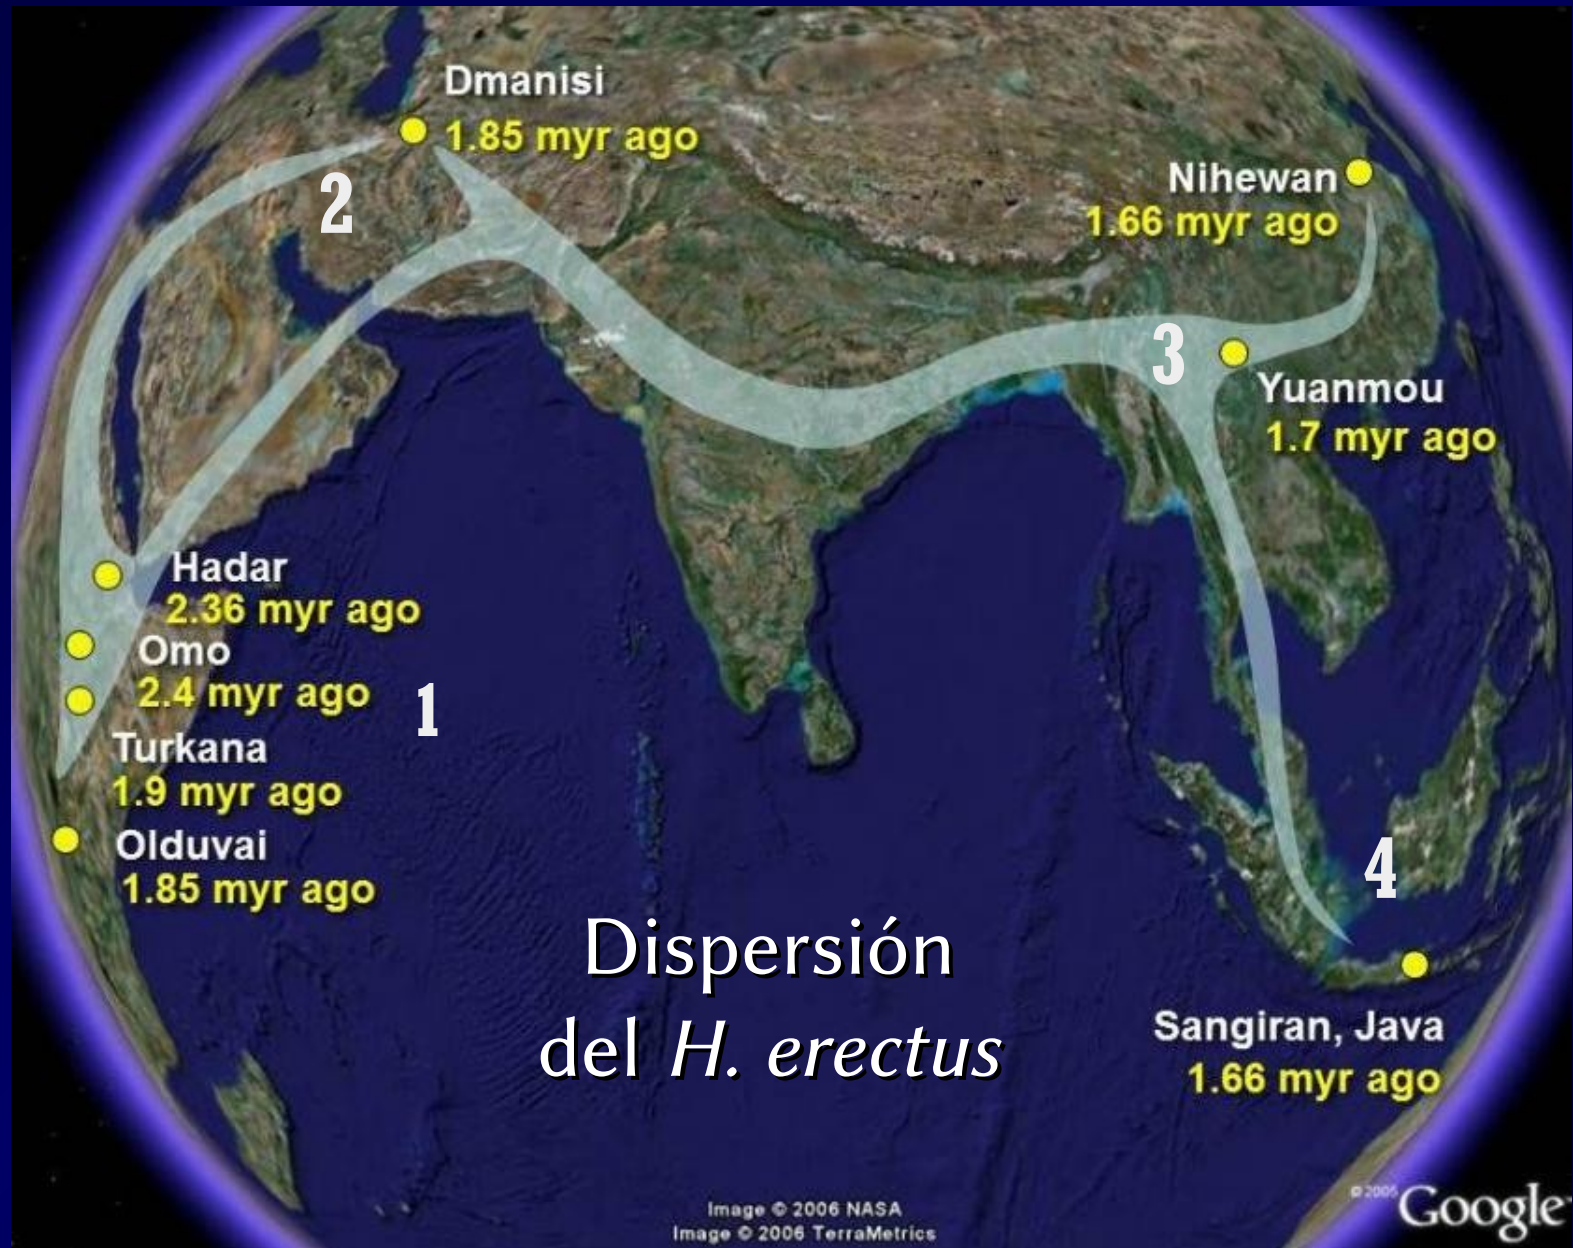 Dmanisi
1.85 myr ago
2
Nihewan
1.66 myr ago
3
Yuanmou
1.7 myr ago
Hadar
2.36 myr ago
Omo
2.4 myr ago
1
Turkana
1.9 myr ago
Olduvai
1.85 myr ago
4
Dispersión
del H. erectus
Sangiran, Java
1.66 myr ago
Image © 2006 NASA
Image © 2006 TerraMetrics
© 2005 Google